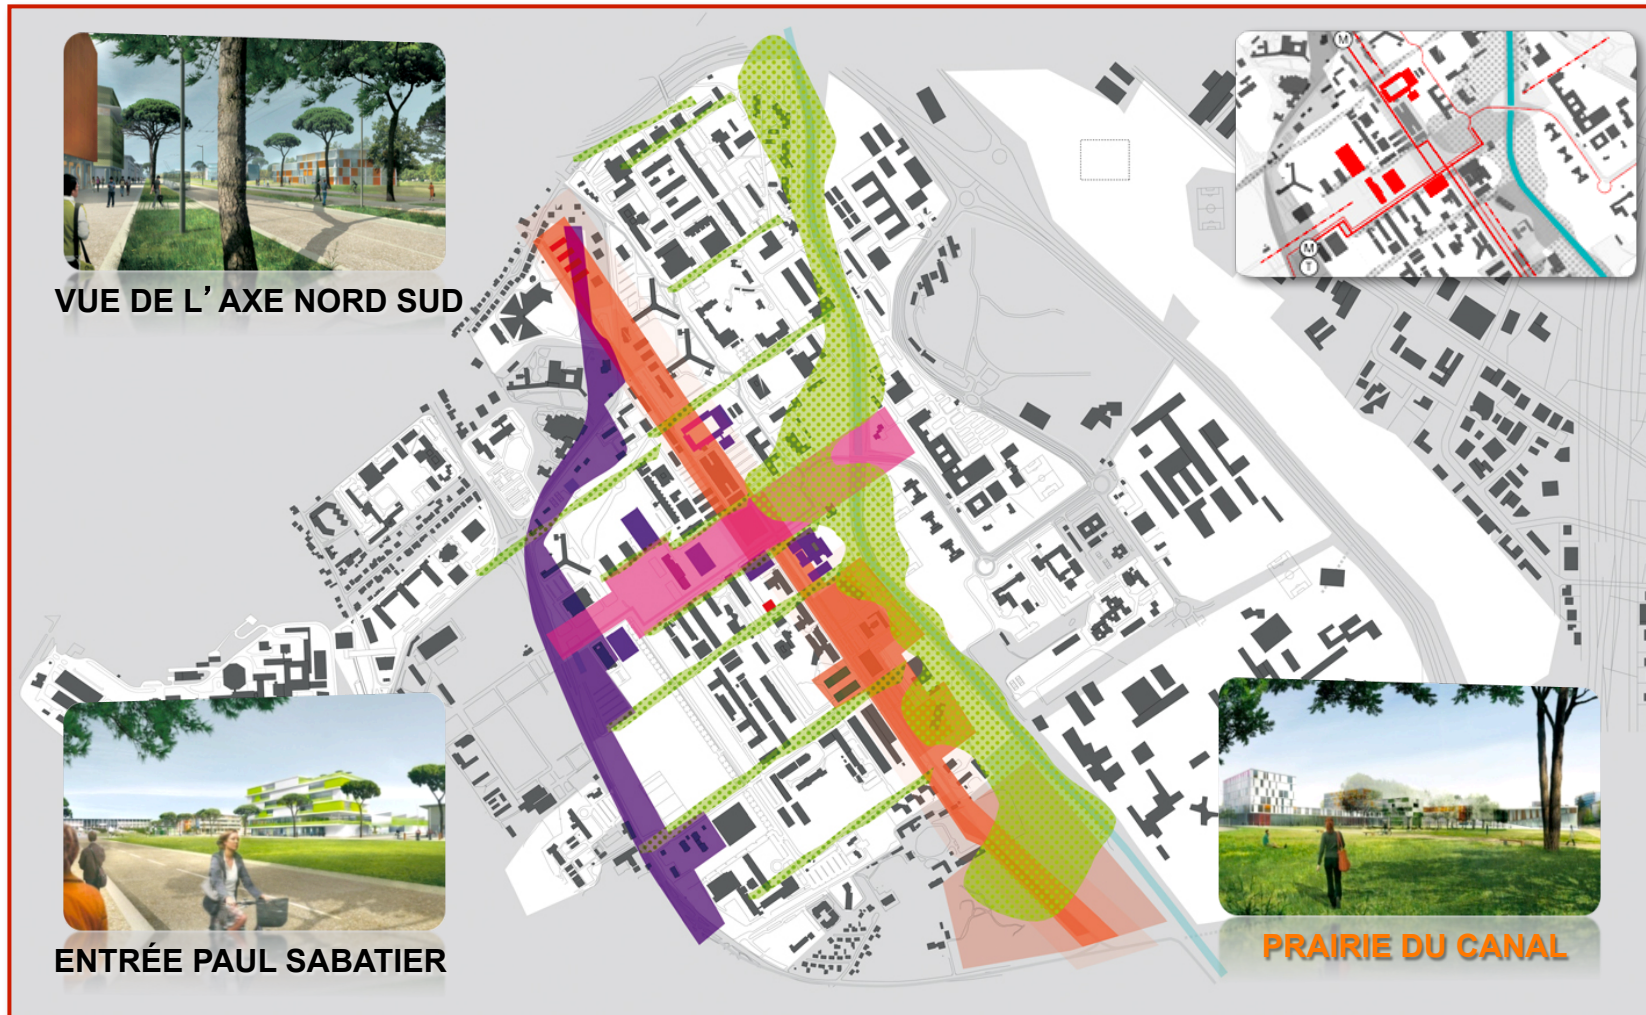 M
VUE DE L’AXE NORD SUD
M
T
ENTRÉE PAUL SABATIER
PRAIRIE DU CANAL